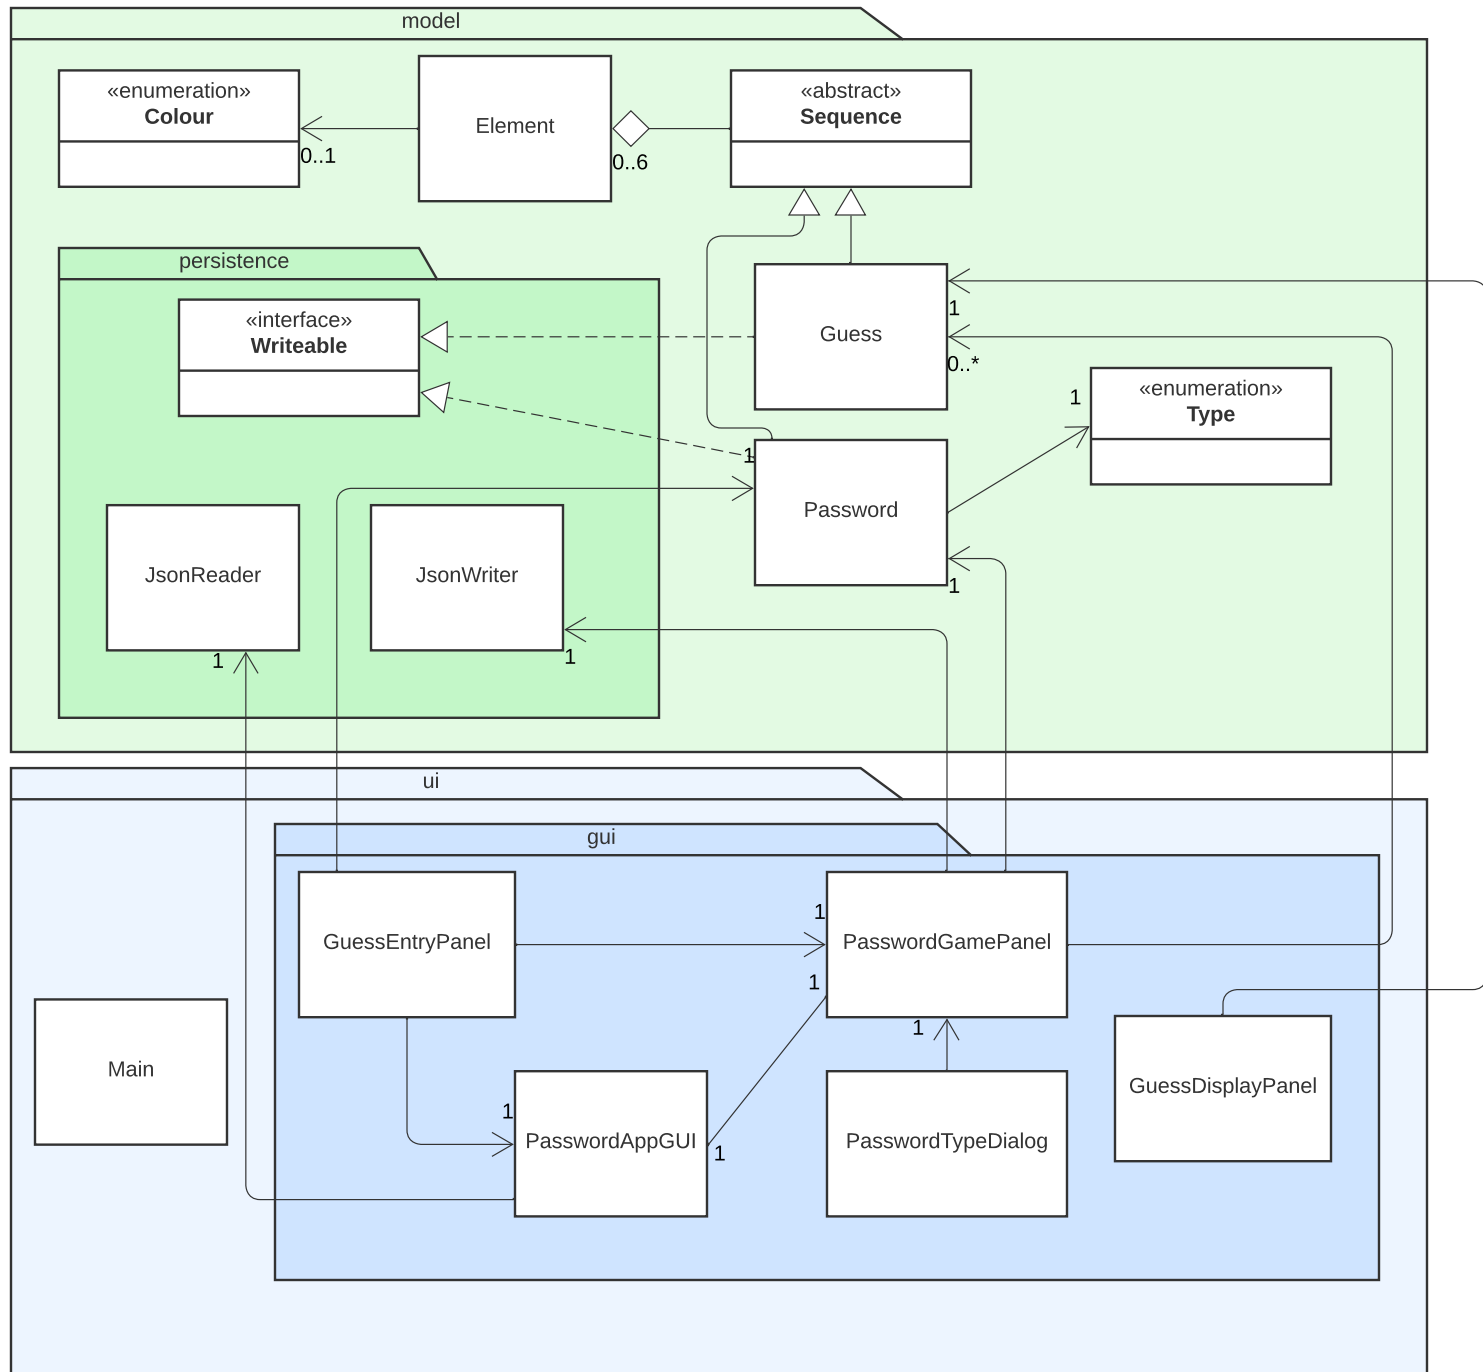 model
«enumeration»
Colour
Element
«abstract»
Sequence
0..1
0..6
persistence
«interface»
Writeable
Guess
1
0..*
1
«enumeration»
Type
1
Password
JsonReader
JsonWriter
1
1
1
ui
gui
GuessEntryPanel
1
PasswordGamePanel
1
1
Main
1
PasswordAppGUI
1
PasswordTypeDialog
GuessDisplayPanel